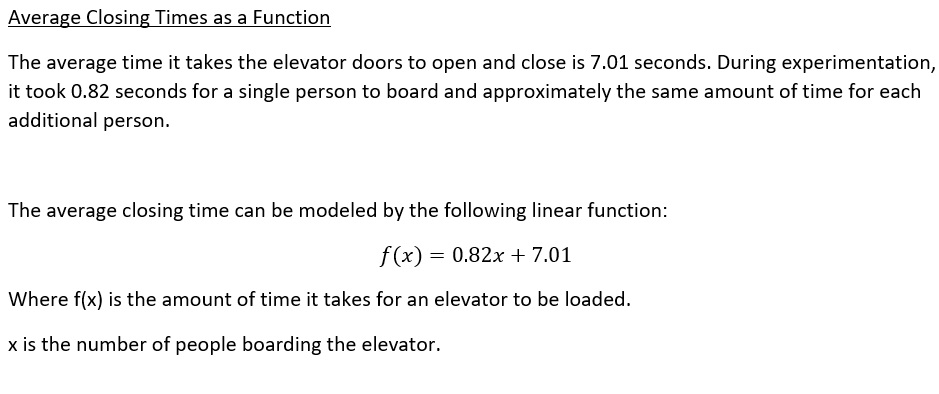 Average Closing Times as a Function
The average time it takes the elevator doors to open and close is 7.01 seconds. During experimentation,
it took 0.82 seconds for a single person to board and approximately the same amount of time for each
additional person.
The average closing time can be modeled by the following linear function:
f(x) = 0.82x + 7.01
Where f(x) is the amount of time it takes for an elevator to be loaded.
x is the number of people boarding the elevator.